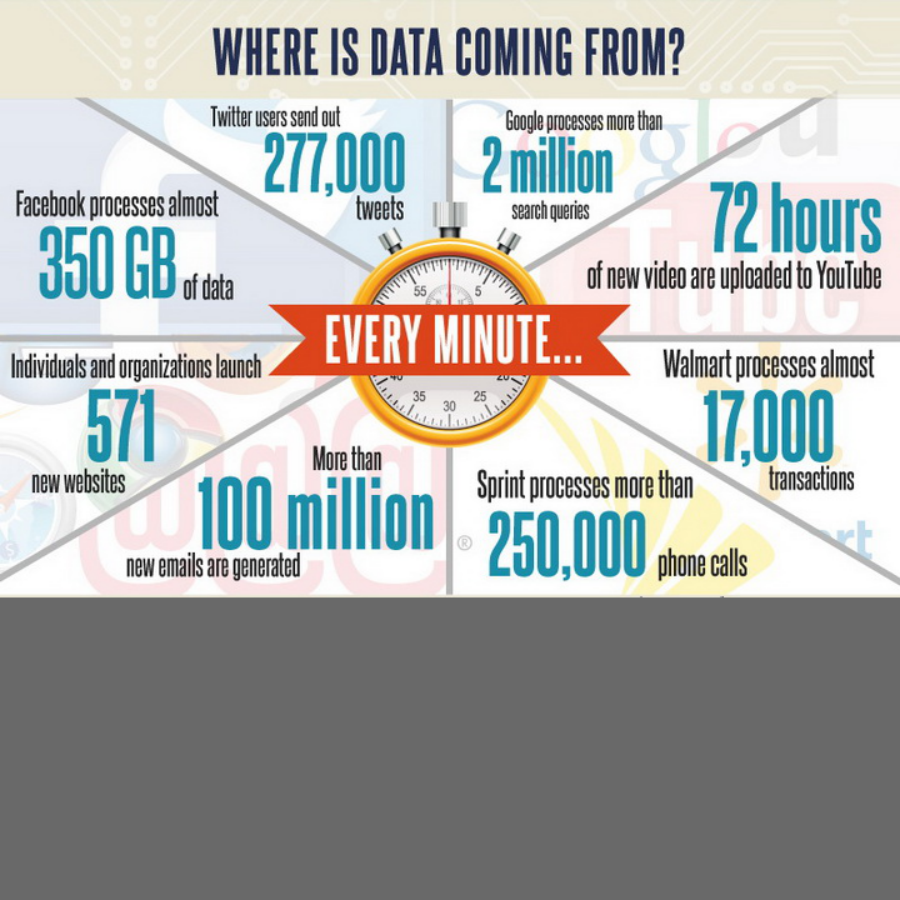 WHERE IS DATA COMING FROM?
Twitter users send out
277,000
tweets
Google processes more than
2 million
search queries
Facebook processes almost
350 GB of data
72 hours
of new video are uploaded to YouTube
55
5
EVERY MINUTE...
40
20
35
25
30
Individuals and organizations launch
571
new websites
Walmart processes almost
17,000
transactions
More than
100 million
new emails are generated
Sprint processes more than
250,000 phone calls
®
Tube